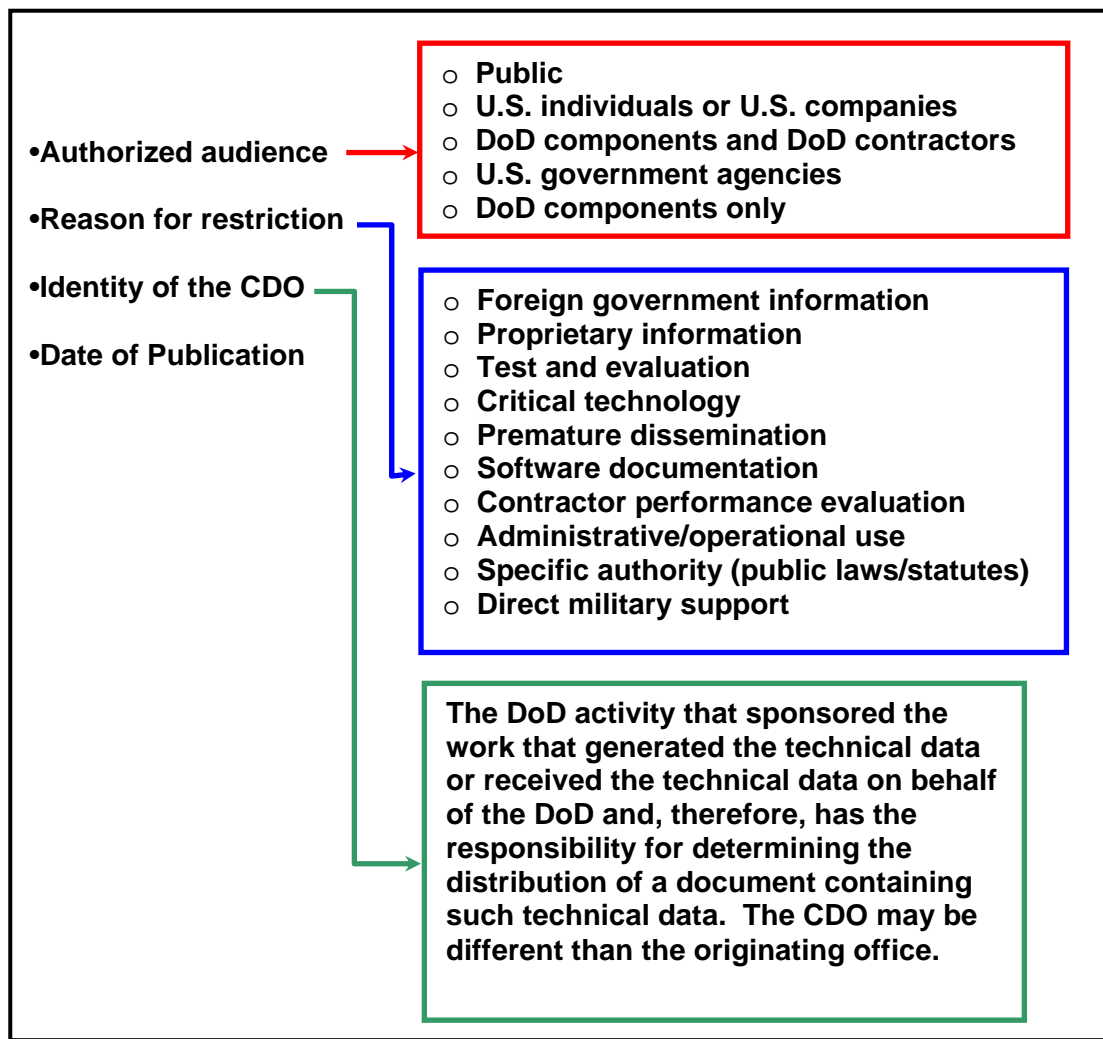 •Authorized audience
•Reason for restriction
•Identity of the CDO
•Date of Publication
o Public
o U.S. individuals or U.S. companies
o DoD components and DoD contractors
o U.S. government agencies
o DoD components only
o Foreign government information
o Proprietary information
o Test and evaluation
o Critical technology
o Premature dissemination
o Software documentation
o Contractor performance evaluation
o Administrative/operational use
o Specific authority (public laws/statutes)
o Direct military support
The DoD activity that sponsored the
work that generated the technical data
or received the technical data on behalf
of the DoD and, therefore, has the
responsibility for determining the
distribution of a document containing
such technical data.  The CDO may be
different than the originating office.